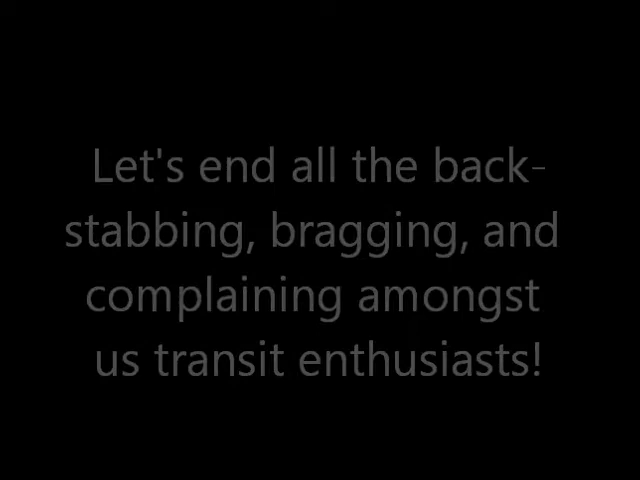 Let's end all the back-
stabbing, bragging, and
complaining amongst
us transit enthusiasts!